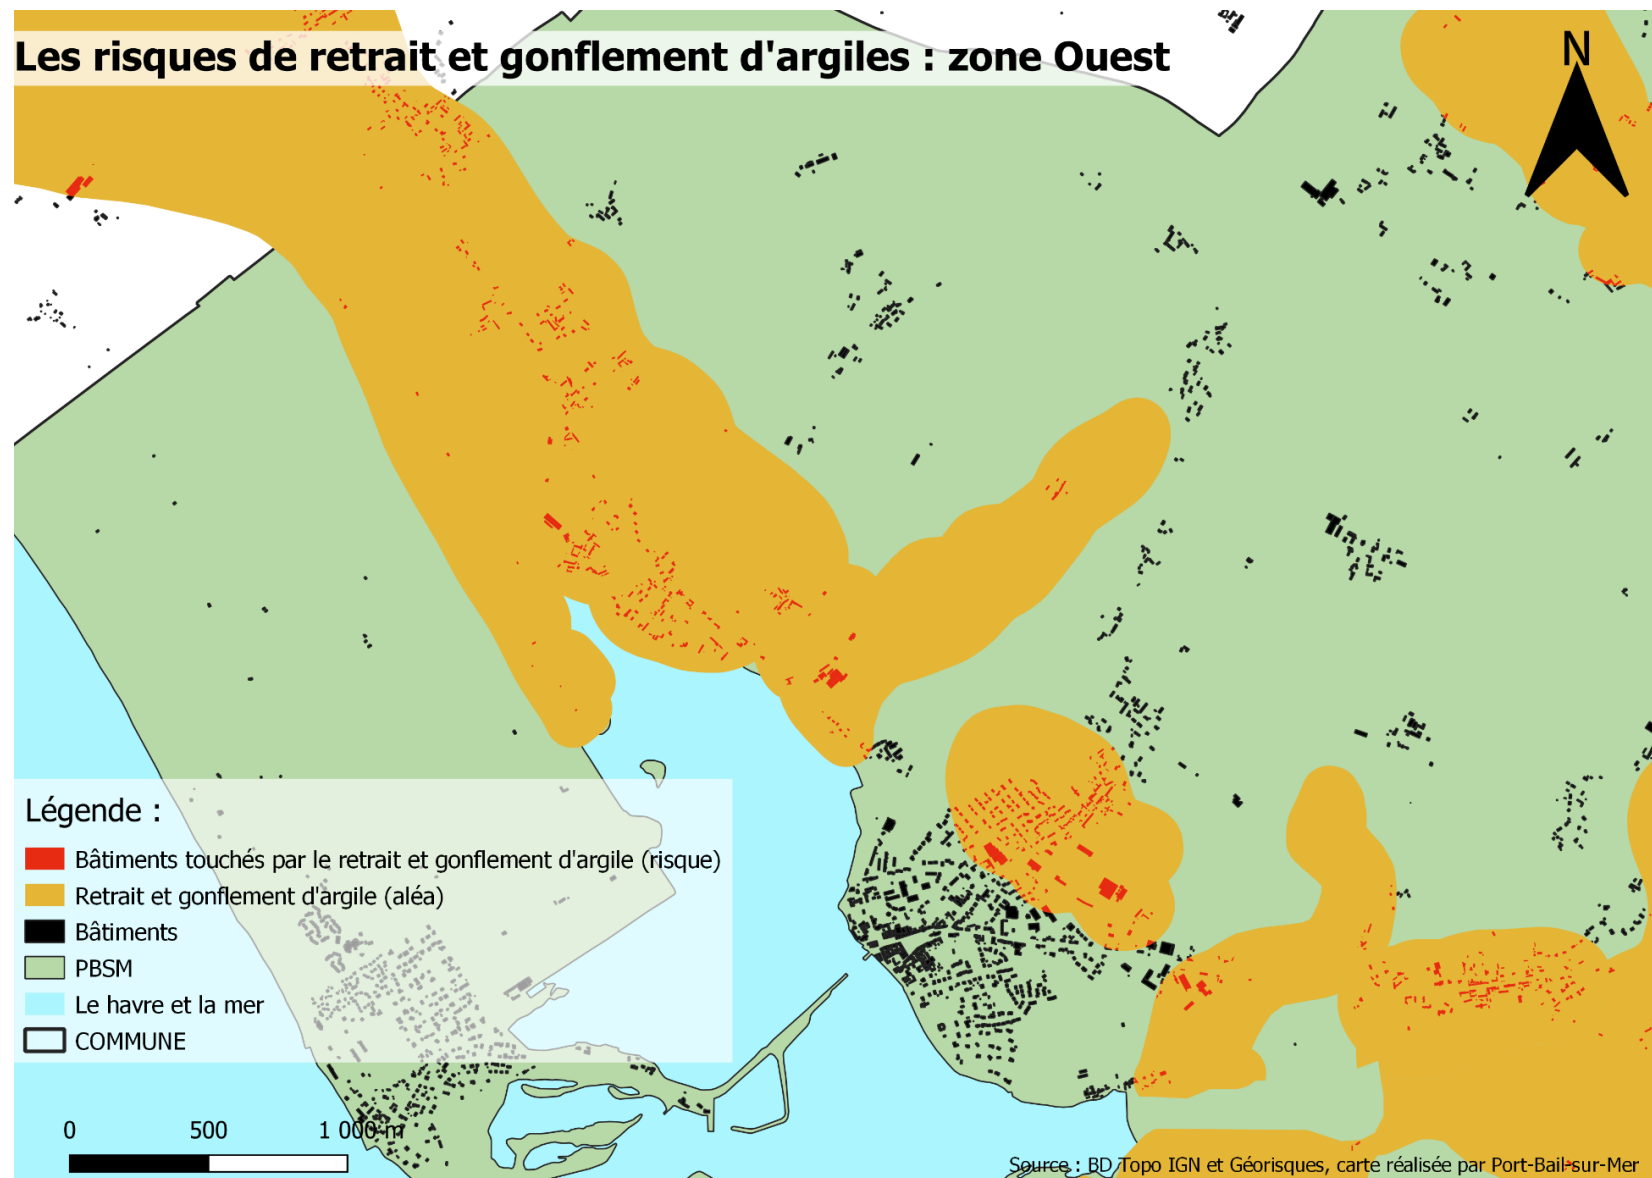 Les risques de retrait et gonflement d'argiles : zone Ouest
N
Légende :
Bâtiments touchés par le retrait et gonflement d'argile (risque)
Retrait et gonflement d'argile (aléa)
Bâtiments
PBSM
Le havre et la mer
COMMUNE
0 500 1 000 m
Source : BD Topo IGN et Géorisques, carte réalisée par Port-Bail-sur-Mer